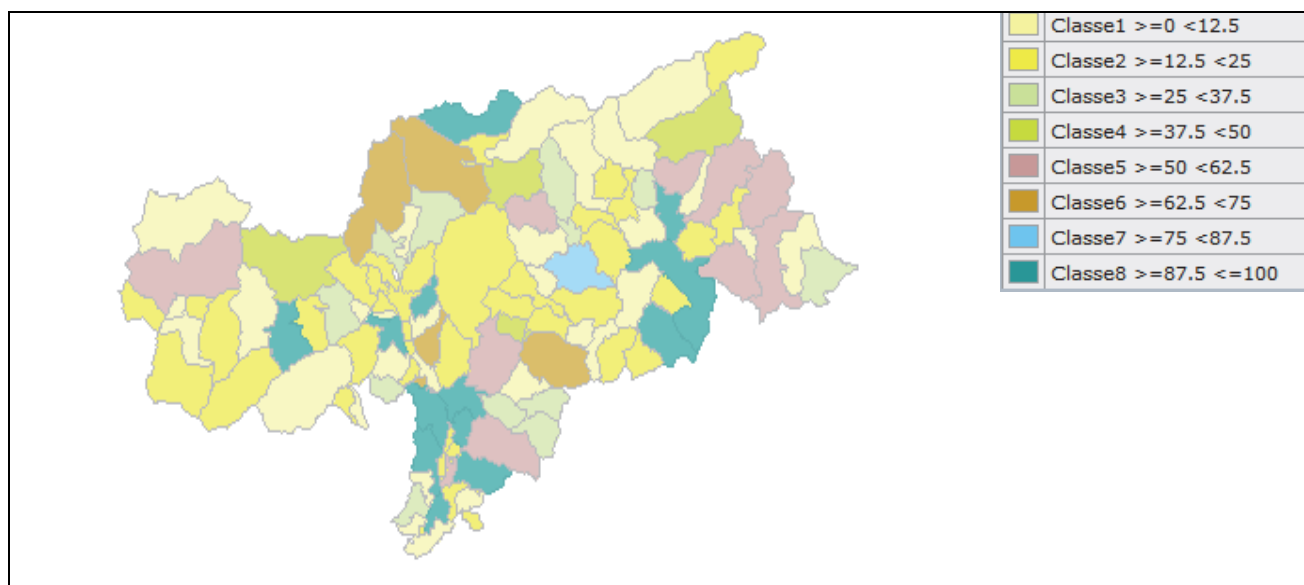 Classe1 >=0 <12.5
Classe2 >=12.5 <25
Classe3 >=25 <37.5
Classe4 >=37.5 <50
Classe5 >=50 <62.5
Classe6 >=62.5 <75
Classe7 >=75 <87.5
Classe8 >=87.5 <=100